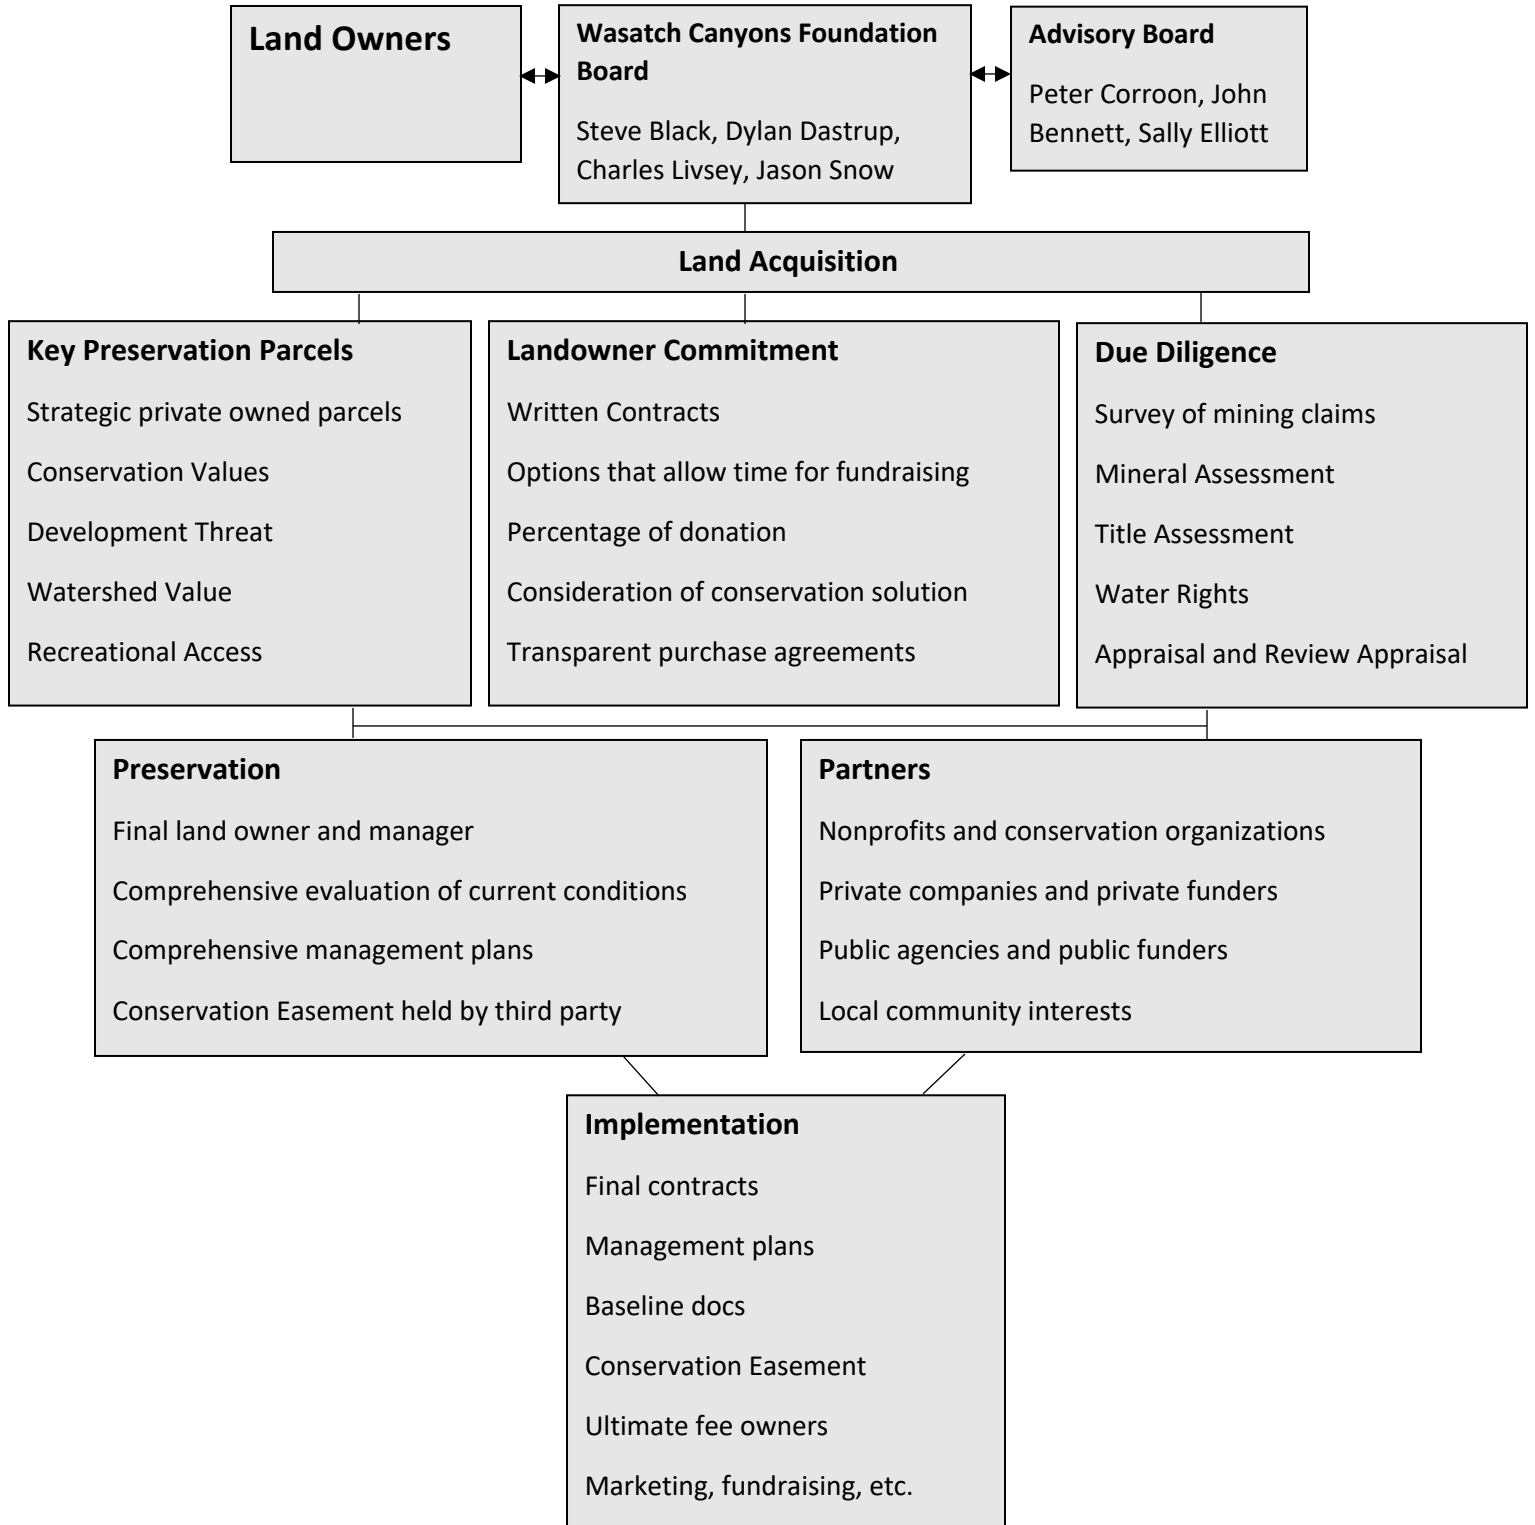 Land Owners
Wasatch Canyons Foundation
Board
Steve Black, Dylan Dastrup,
Charles Livsey, Jason Snow
Advisory Board
Peter Corroon, John
Bennett, Sally Elliott
Land Acquisition
Key Preservation Parcels
Strategic private owned parcels
Conservation Values
Development Threat
Watershed Value
Recreational Access
Landowner Commitment
Written Contracts
Options that allow time for fundraising
Percentage of donation
Consideration of conservation solution
Transparent purchase agreements
Due Diligence
Survey of mining claims
Mineral Assessment
Title Assessment
Water Rights
Appraisal and Review Appraisal
Preservation
Final land owner and manager
Comprehensive evaluation of current conditions
Comprehensive management plans
Conservation Easement held by third party
Partners
Nonprofits and conservation organizations
Private companies and private funders
Public agencies and public funders
Local community interests
Implementation
Final contracts
Management plans
Baseline docs
Conservation Easement
Ultimate fee owners
Marketing, fundraising, etc.